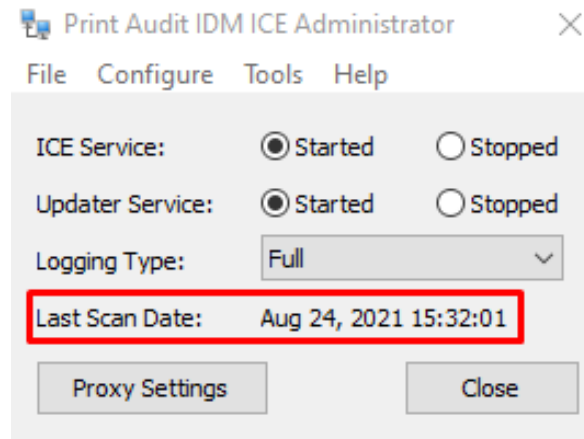 Print Audit IDM ICE Administrator
File Configure Tools Help
ICE Service: Started Stopped
Updater Service: Started Stopped
Logging Type: Full
Last Scan Date: Aug 24, 2021 15:32:01
Proxy Settings Close